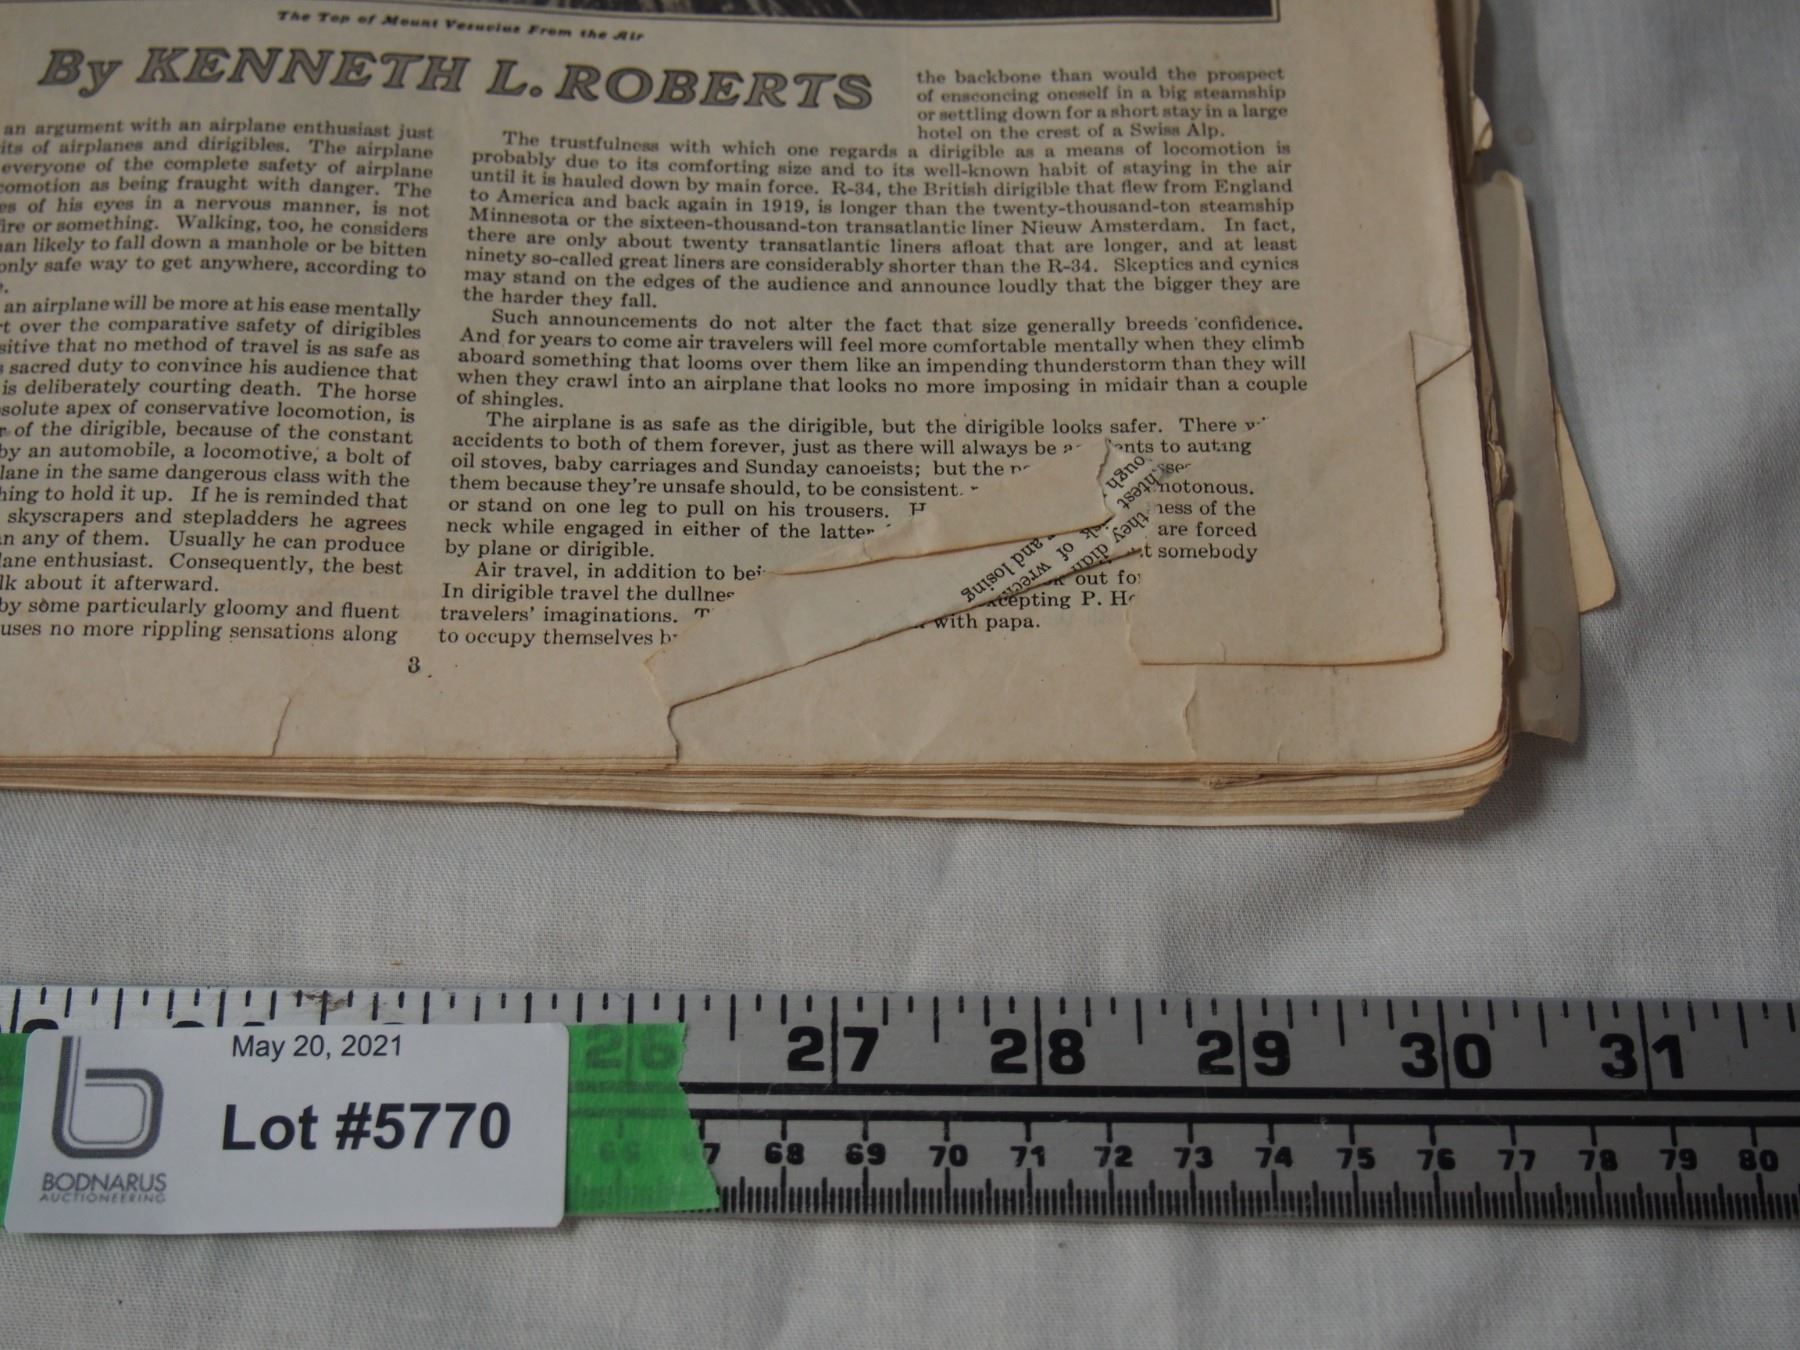 The Top of Mount Vesuvius From the Air
By KENNETH L. ROBERTS
an argument with an airplane enthusiast just
its of airplanes and dirigibles. The airplane
everyone of the complete safety of airplane
comotion as being fraught with danger. The
es of his eyes in a nervous manner, is not
fire or something. Walking, too, he considers
an likely to fall down a manhole or be bitten
only safe way to get anywhere, according to
an airplane will be more at his ease mentally
t over the comparative safety of dirigibles
sitive that no method of travel is as safe as
sacred duty to convince his audience that
is deliberately courting death. The horse
solute apex of conservative locomotion, is
r of the dirigible, because of the constant
by an automobile, a locomotive, a bolt of
lane in the same dangerous class with the
hing to hold it up. If he is reminded that
skyscrapers and stepladders he agrees
n any of them. Usually he can produce
lane enthusiast. Consequently, the best
lk about it afterward.
by some particularly gloomy and fluent
uses no more rippling sensations along
the backbone than would the prospect
of ensconcing oneself in a big steamship
or settling down for a short stay in a large
hotel on the crest of a Swiss Alp.
The trustfulness with which one regards a dirigible as a means of locomotion is
probably due to its comforting size and to its well-known habit of staying in the air
until it is hauled down by main force. R-34, the British dirigible that flew from England
to America and back again in 1919, is longer than the twenty-thousand-ton steamship
Minnesota or the sixteen-thousand-ton transatlantic liner Nieuw Amsterdam. In fact,
there are only about twenty transatlantic liners afloat that are longer, and at least
ninety so-called great liners are considerably shorter than the R-34. Skeptics and cynics
may stand on the edges of the audience and announce loudly that the bigger they are
the harder they fall.
Such announcements do not alter the fact that size generally breeds confidence.
And for years to come air travelers will feel more comfortable mentally when they climb
aboard something that looms over them like an impending thunderstorm than they will
when they crawl into an airplane that looks no more imposing in midair than a couple
of shingles.
The airplane is as safe as the dirigible, but the dirigible looks safer. There
accidents to both of them forever, just as there will always be ents to
oil stoves, baby carriages and Sunday canoeists; but the
them because they're unsafe should, to be consistent. notonous.
or stand on one leg to pull on his trousers. H ness of the
neck while engaged in either of the latter are forced
by plane or dirigible. t somebody
Air travel, in addition to bei out for
In dirigible travel the dullnes cepting P. He
travelers' imaginations. T with papa.
to occupy themselves b
ough
htest
they didn
k of wrec
and losing
3
27 28 29 30 31
26
68 69 70 71 72 73 74 75 76 77 78 79 80
May 20, 2021
Lot #5770
BODNARUS
AUCTIONEERING